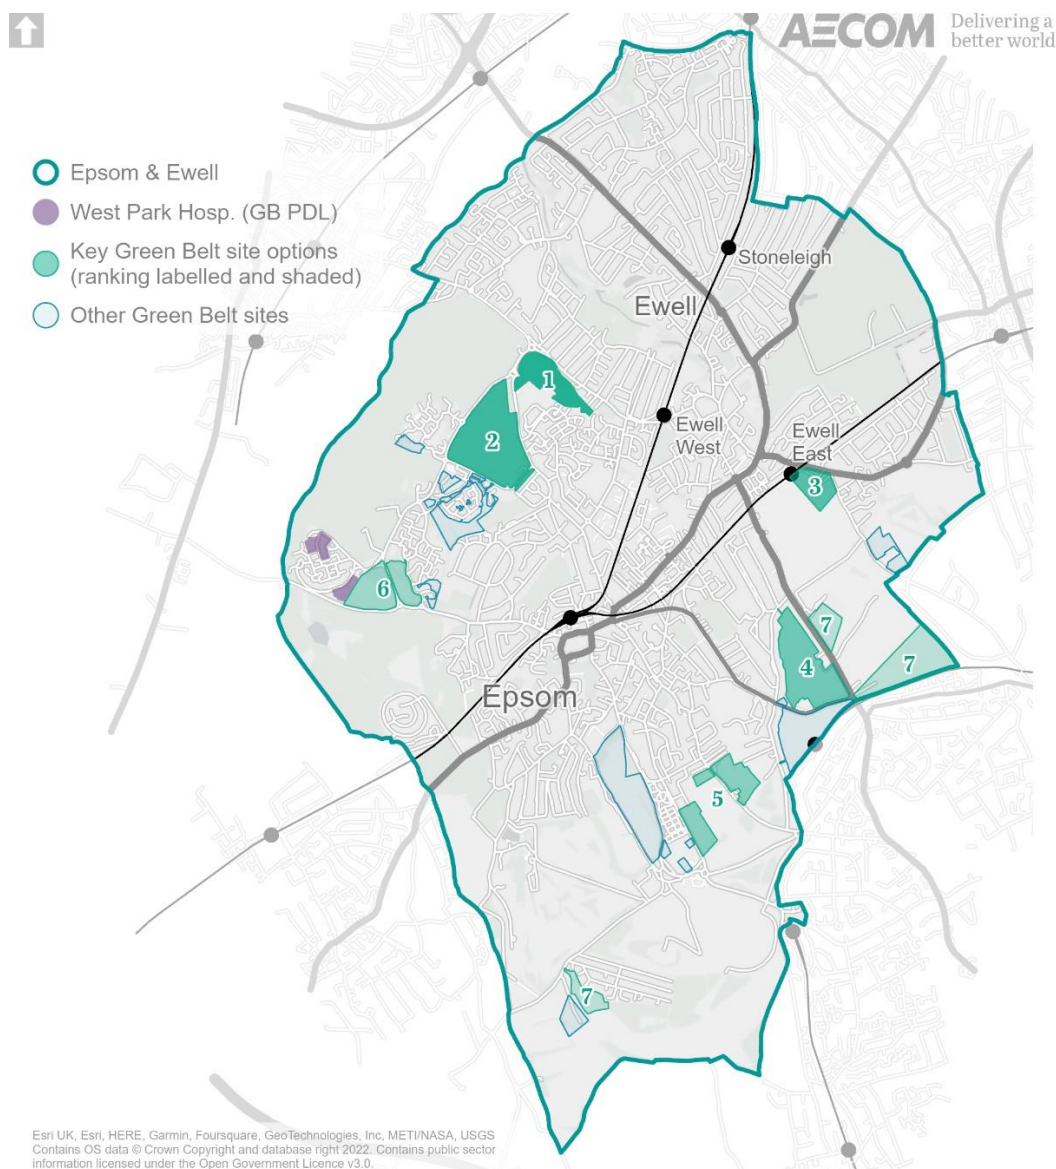 AECOM
Delivering a
better world
Epsom & Ewell
West Park Hosp. (GB PDL)
Key Green Belt site options
(ranking labelled and shaded)
Other Green Belt sites
Stoneleigh
Ewell
1
2
Ewell
West
Ewell
East
3
6
7
4
7
Epsom
5
7
Esri UK, Esri, HERE, Garmin, Foursquare, GeoTechnologies, Inc, METI/NASA, USGS
Contains OS data © Crown Copyright and database right 2022. Contains public sector
information licensed under the Open Government Licence v3.0.